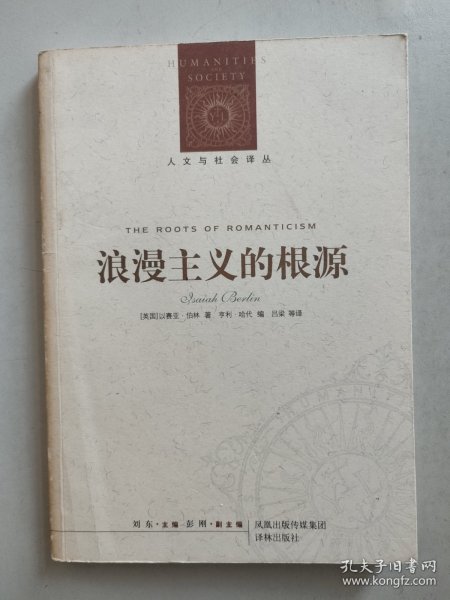 HUMANITIES
AND
SOCIETY
人文与社会译丛
THE ROOTS OF ROMANTICISM
浪漫主义的根源
Isaiah Berlin
[英国]以赛亚·伯林 著 亨利·哈代 编 吕梁 等译
刘东·主编 彭刚·副主编
凤凰出版传媒集团
译林出版社
孔夫子旧书网
www.kongfz.com